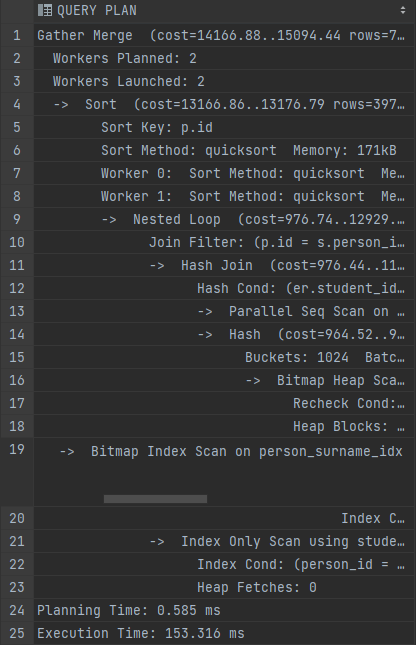 QUERY PLAN
1 Gather Merge (cost=14166.88..15094.44 rows=7…
2 Workers Planned: 2
3 Workers Launched: 2
4 -> Sort (cost=13166.86..13176.79 rows=397…
5 Sort Key: p.id
6 Sort Method: quicksort Memory: 171kB
7 Worker 0: Sort Method: quicksort Me…
8 Worker 1: Sort Method: quicksort Me…
9 -> Nested Loop (cost=976.74..12929.…
10 Join Filter: (p.id = s.person_i…
11 -> Hash Join (cost=976.44..11…
12 Hash Cond: (er.student_id…
13 -> Parallel Seq Scan on …
14 -> Hash (cost=964.52..9…
15 Buckets: 1024 Batc…
16 -> Bitmap Heap Sca…
17 Recheck Cond:…
18 Heap Blocks: …
19 -> Bitmap Index Scan on person_surname_idx
20 Index C…
21 -> Index Only Scan using stude…
22 Index Cond: (person_id = …
23 Heap Fetches: 0
24 Planning Time: 0.585 ms
25 Execution Time: 153.316 ms